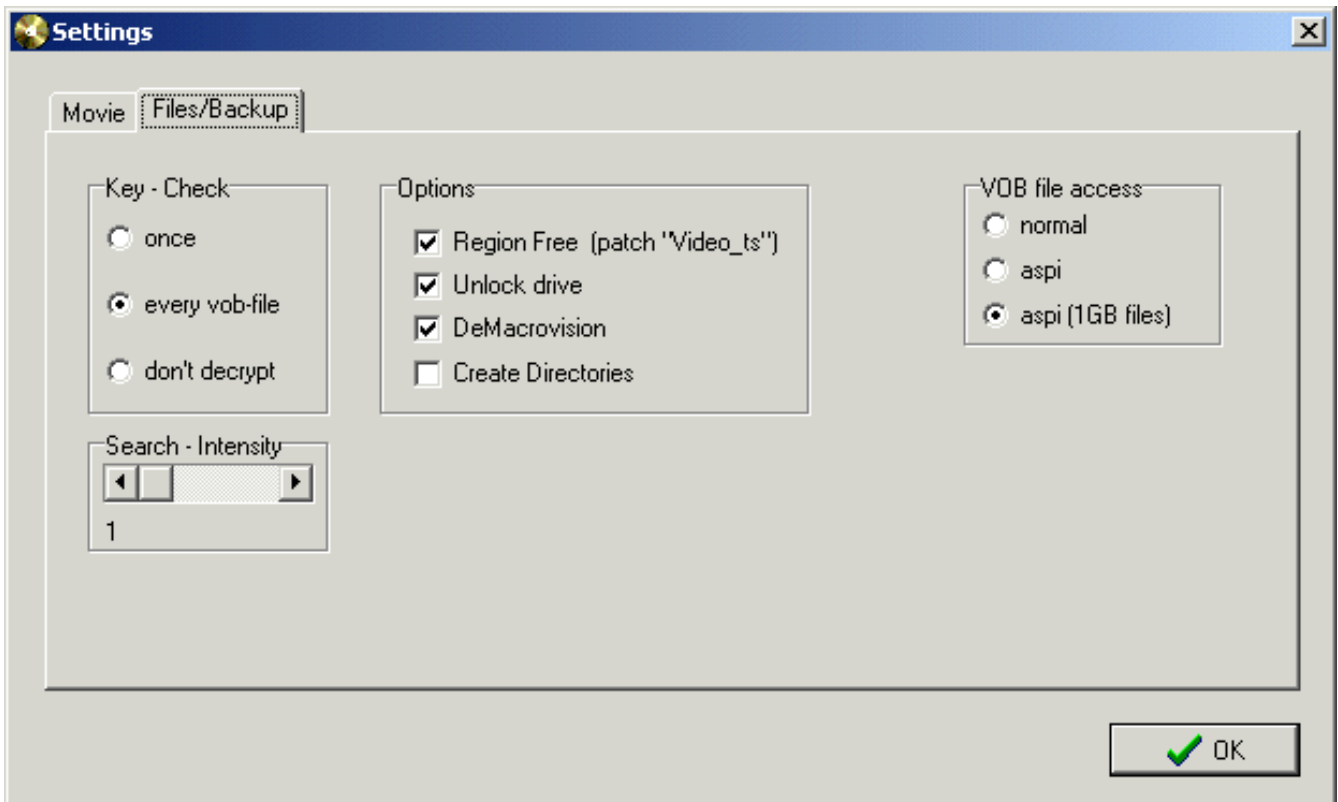 Settings
Movie
Files/Backup
Key - Check
once
every vob-file
don't decrypt
Search - Intensity
1
Options
Region Free (patch "Video_ts")
Unlock drive
DeMacrovision
Create Directories
VOB file access
normal
aspi
aspi (1GB files)
OK